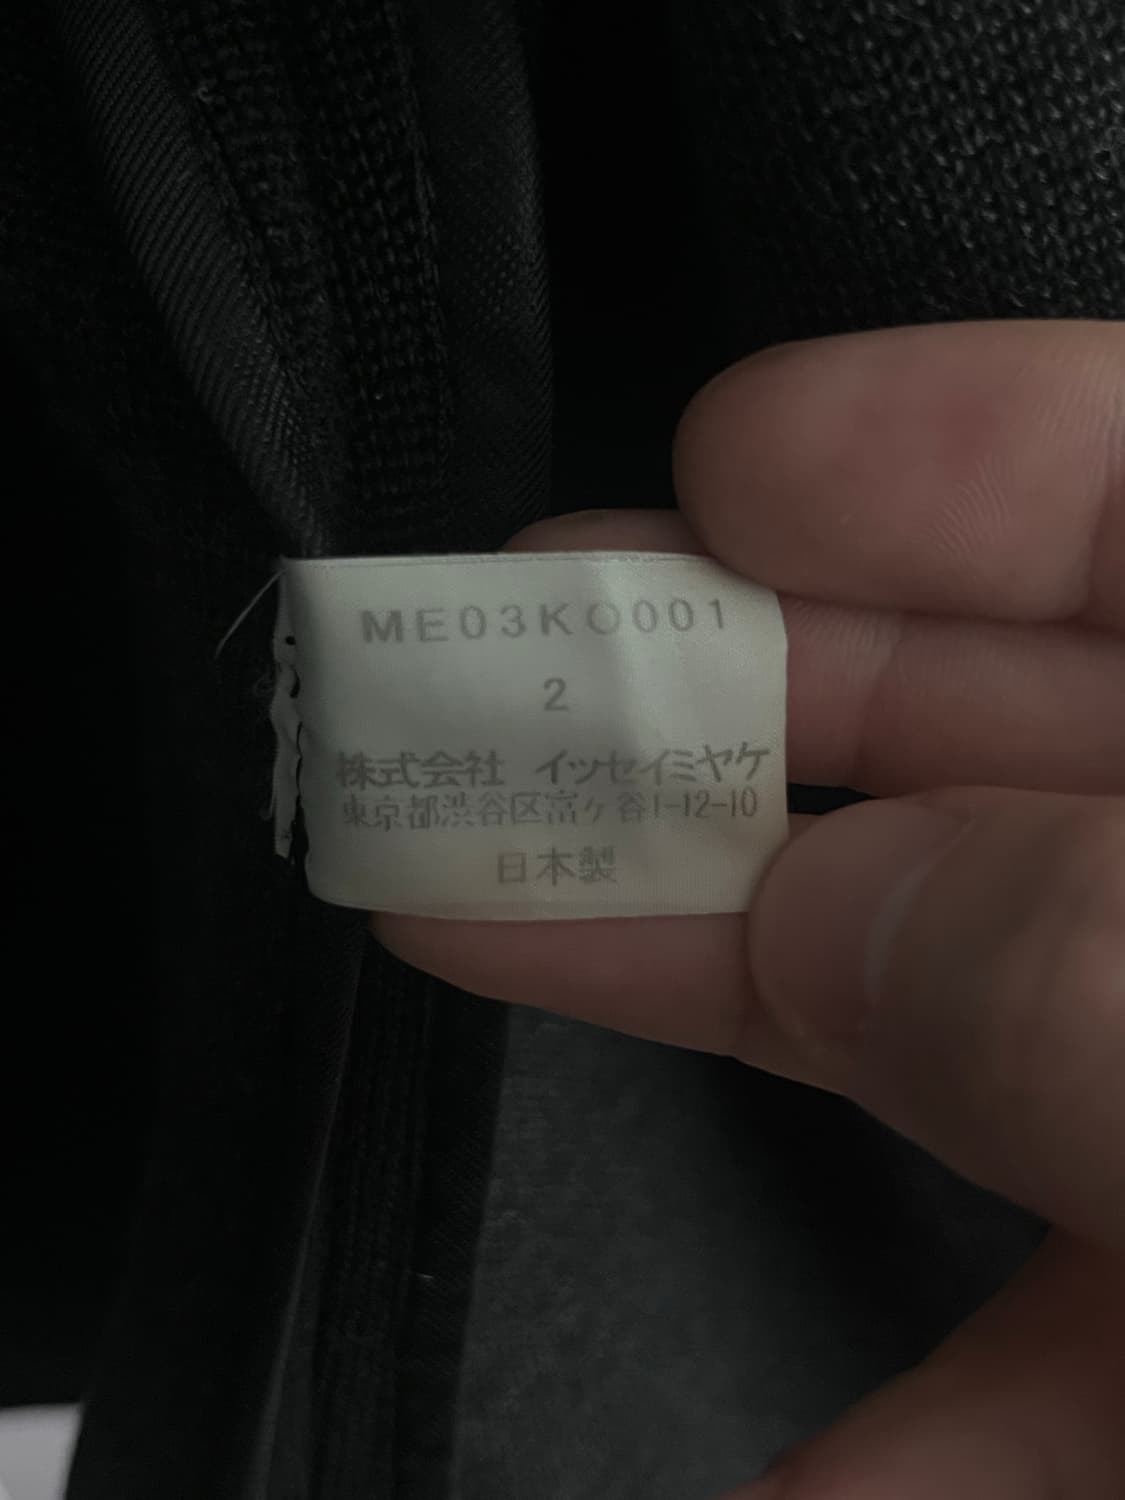 ME03KO001
2
株式会社 イッセイミヤケ
東京都渋谷区富ヶ谷1-12-10
日本製